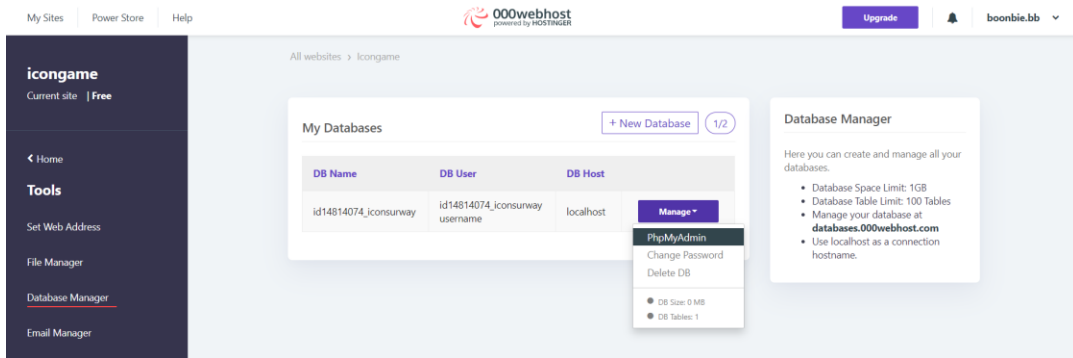 My Sites
Power Store
Help
000webhost
powered by HOSTINGER
Upgrade
boonbie.bb
icongame
Current site | Free
Home
Tools
Set Web Address
File Manager
Database Manager
Email Manager
All websites > Icongame
My Databases
+ New Database
1/2
DB Name
DB User
DB Host
id14814074_iconsurway
id14814074_iconsurway
username
localhost
Manage
PhpMyAdmin
Change Password
Delete DB
DB Size: 0 MB
DB Tables: 1
Database Manager
Here you can create and manage all your
databases.
• Database Space Limit: 1GB
• Database Table Limit: 100 Tables
• Manage your database at
databases.000webhost.com
• Use localhost as a connection
hostname.